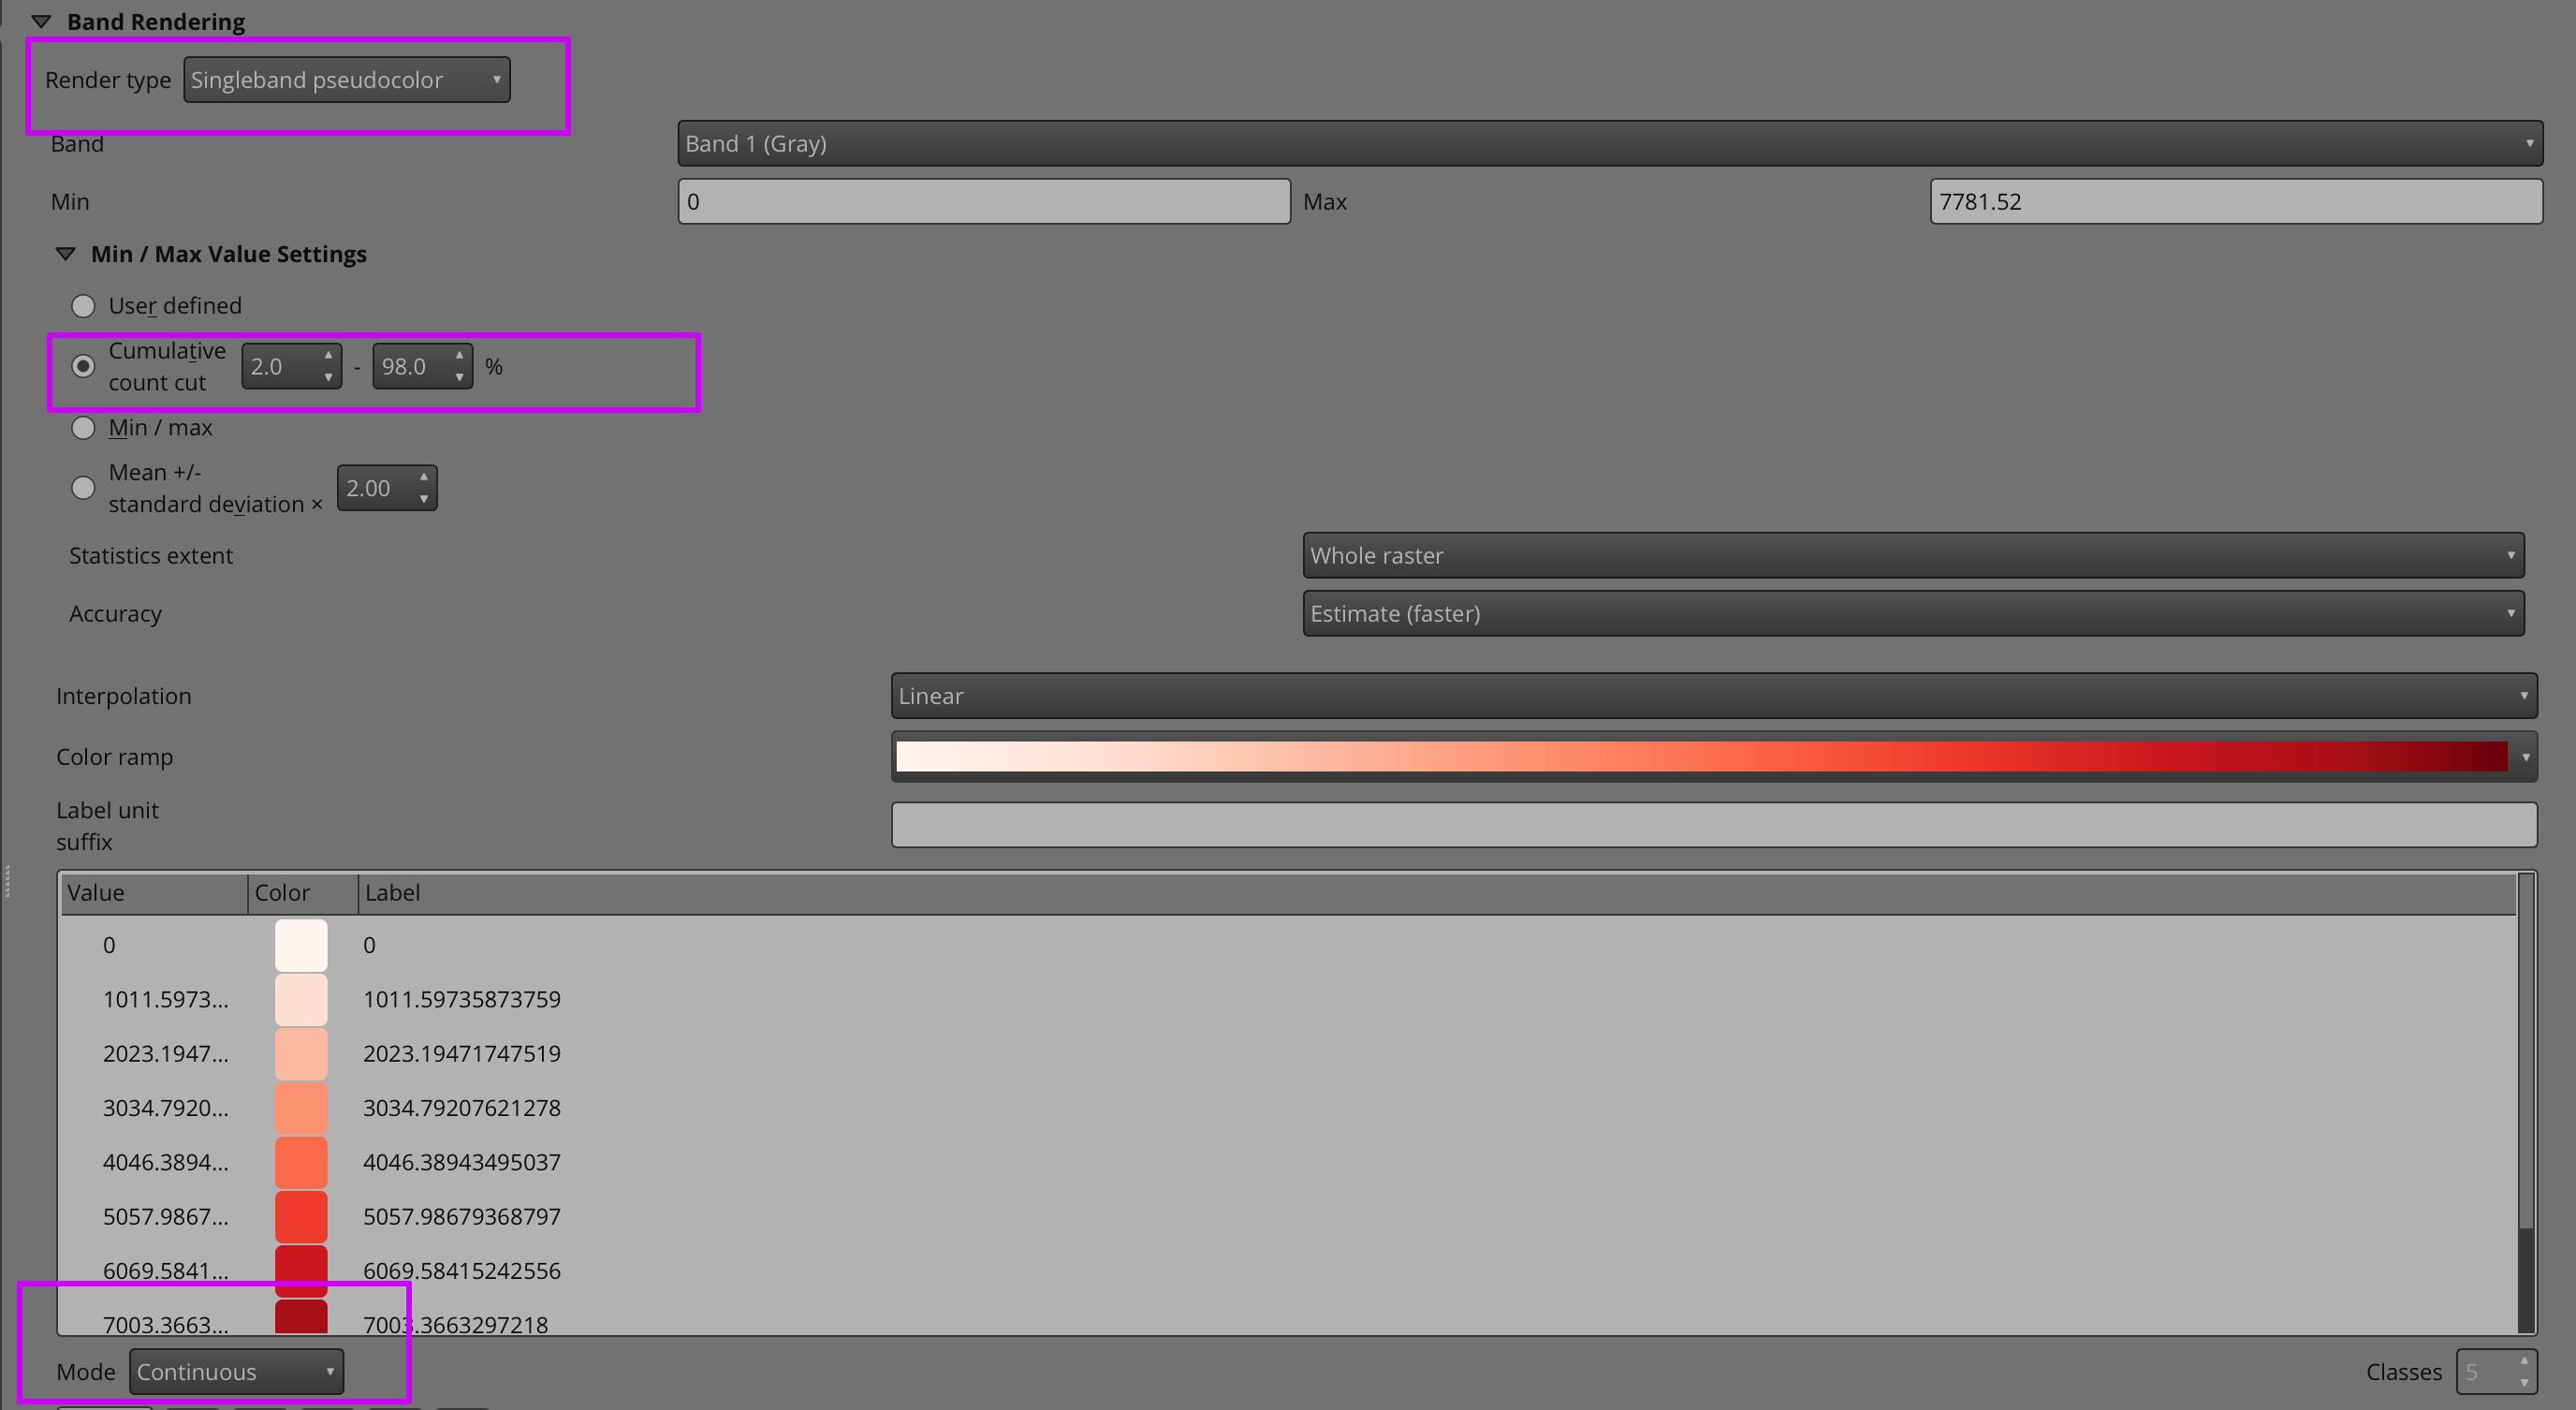 Band Rendering
Render type Singleband pseudocolor
Band Band 1 (Gray)
Min 0 Max 7781.52
Min / Max Value Settings
User defined
Cumulative
count cut 2.0 - 98.0 %
Min / max
Mean +/-
standard deviation × 2.00
Statistics extent Whole raster
Accuracy Estimate (faster)
Interpolation Linear
Color ramp
Label unit
suffix
Value Color Label
0 0
1011.5973... 1011.59735873759
2023.1947... 2023.19471747519
3034.7920... 3034.79207621278
4046.3894... 4046.38943495037
5057.9867... 5057.98679368797
6069.5841... 6069.58415242556
7003.3663... 7003.3663297218
Mode Continuous Classes 5